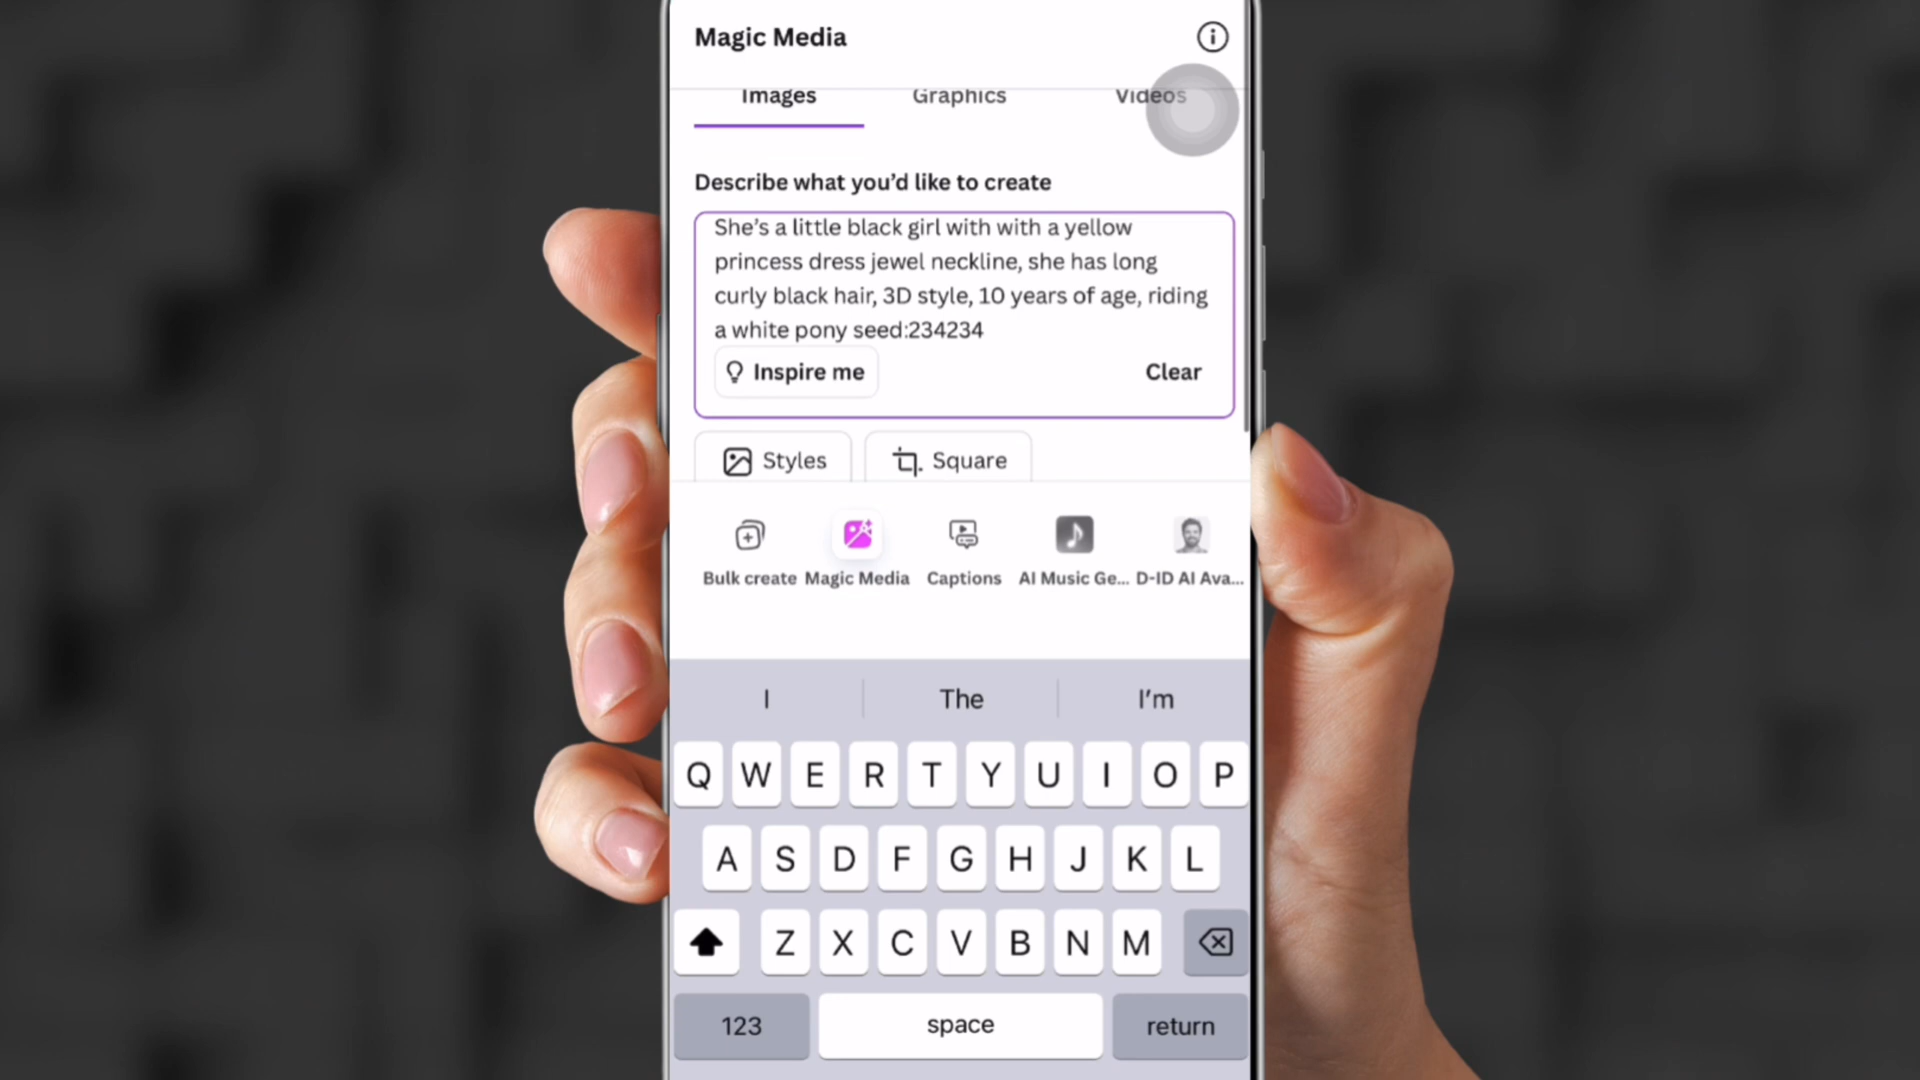 Magic Media
Images Graphics Videos
Describe what you'd like to create
She's a little black girl with with a yellow
princess dress jewel neckline, she has long
curly black hair, 3D style, 10 years of age, riding
a white pony seed:234234
Inspire me Clear
Styles Square
Bulk create Magic Media Captions AI Music Ge... D-ID AI Ava...
I The I'm
Q W E R T Y U I O P
A S D F G H J K L
Z X C V B N M
123 space return